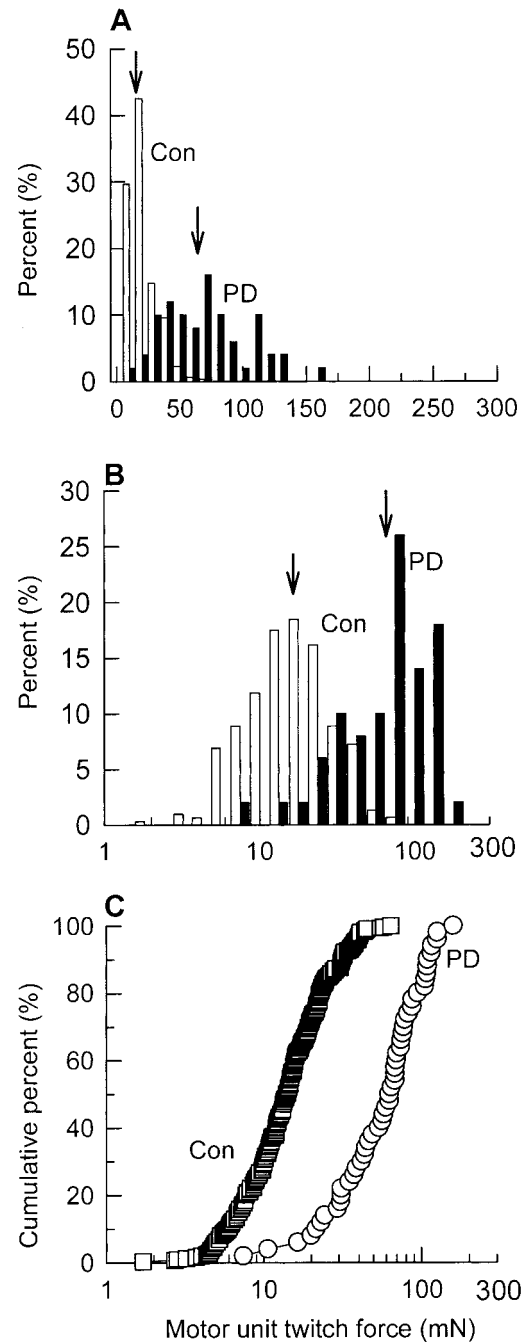 A
50
40
30
20
10
0
Percent (%)
Con
PD
0 50 100 150 200 250 300
B
30
25
20
15
10
5
0
Percent (%)
Con
PD
1 10 100 300
C
100
80
60
40
20
0
Cumulative percent (%)
Con
PD
1 10 100 300
Motor unit twitch force (mN)